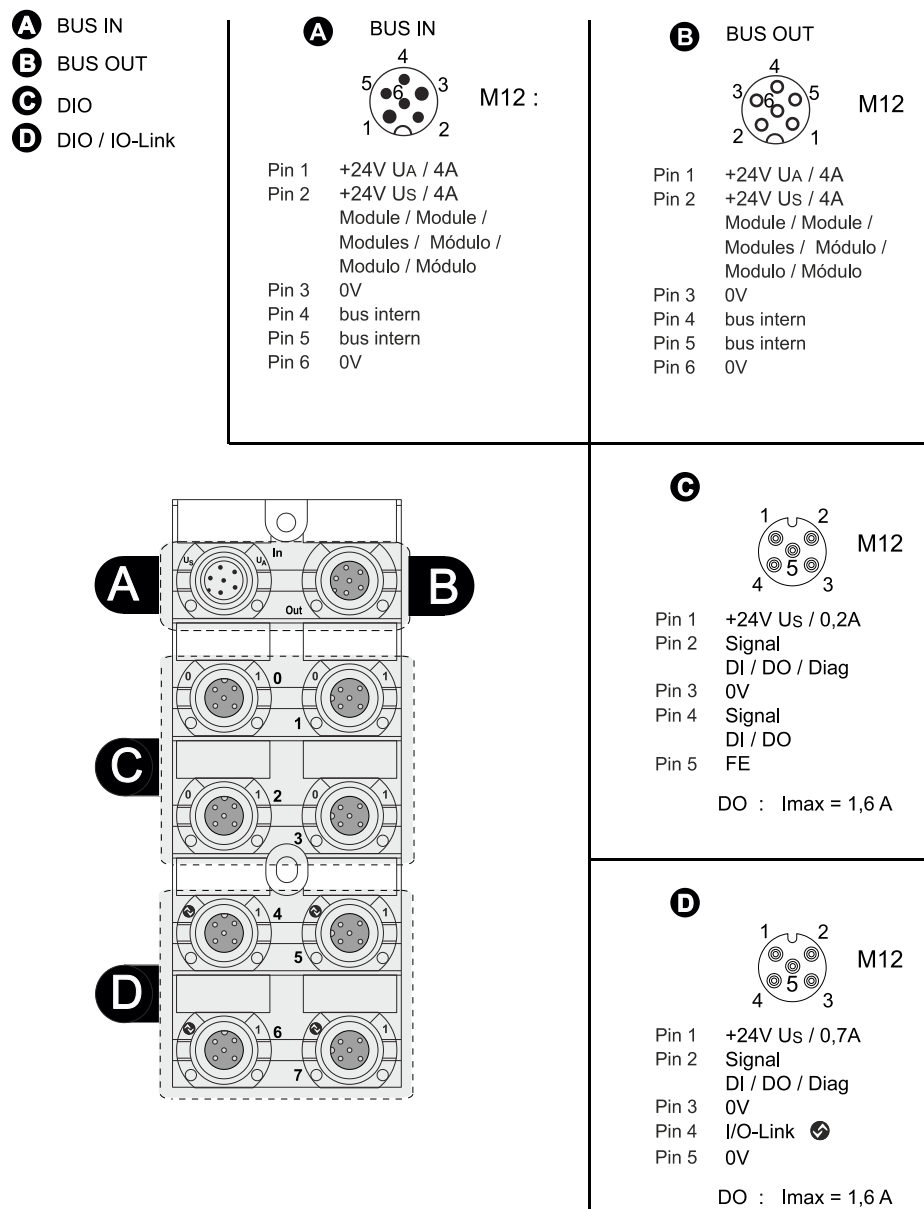 A BUS IN
B BUS OUT
C DIO
D DIO / IO-Link
A BUS IN
4
5 6 3
1 2
M12 :
Pin 1 +24V UA / 4A
Pin 2 +24V US / 4A
Module / Module /
Modules / Módulo /
Modulo / Módulo
Pin 3 0V
Pin 4 bus intern
Pin 5 bus intern
Pin 6 0V
B BUS OUT
4
3 6 5
2 1
M12
Pin 1 +24V UA / 4A
Pin 2 +24V US / 4A
Module / Module /
Modules / Módulo /
Modulo / Módulo
Pin 3 0V
Pin 4 bus intern
Pin 5 bus intern
Pin 6 0V
A
US UA In
Out
B
C
0 1 0 0 1
1
0 1 2 0 1
3
D
1 4 1
5
1 6 1
7
C
1 2
5
4 3
M12
Pin 1 +24V US / 0,2A
Pin 2 Signal
DI / DO / Diag
Pin 3 0V
Pin 4 Signal
DI / DO
Pin 5 FE
DO : Imax = 1,6 A
D
1 2
5
4 3
M12
Pin 1 +24V US / 0,7A
Pin 2 Signal
DI / DO / Diag
Pin 3 0V
Pin 4 I/O-Link
Pin 5 0V
DO : Imax = 1,6 A